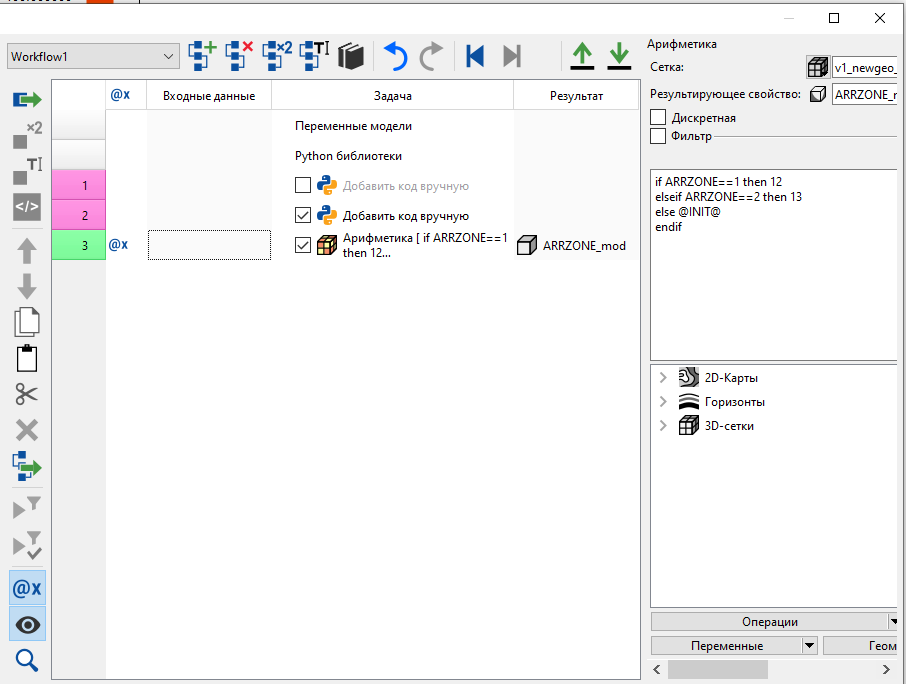 Workflow1
x2
T
Арифметика
Сетка:
v1_newgeo_
Результирующее свойство:
ARRZONE_r
Дискретная
Фильтр
@x
Входные данные
Задача
Результат
x2
T
</>
Переменные модели
Python библиотеки
1
Добавить код вручную
2
Добавить код вручную
3
@x
Арифметика [ if ARRZONE==1
then 12...
ARRZONE_mod
if ARRZONE==1 then 12
elseif ARRZONE==2 then 13
else @INIT@
endif
2D-Карты
Горизонты
3D-сетки
@x
Операции
Переменные
Геом